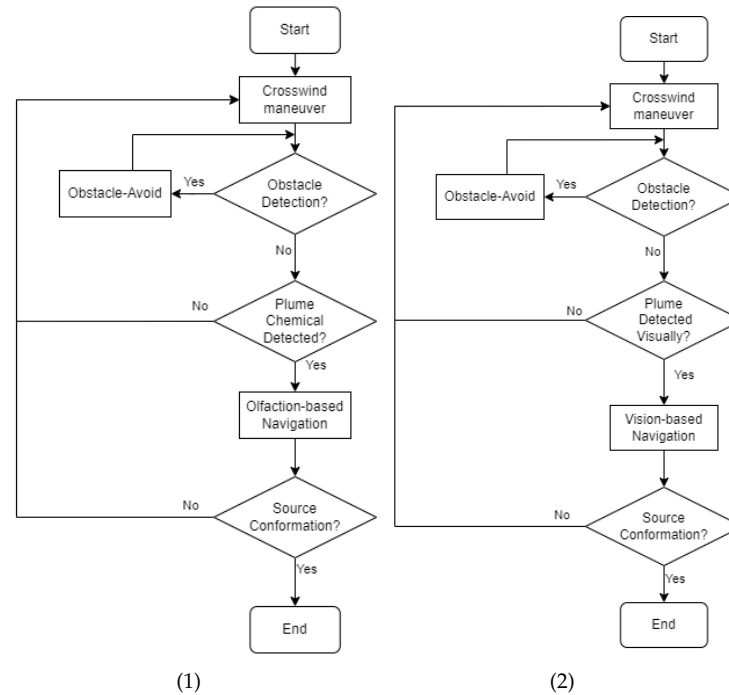 Start
Crosswind
maneuver
Obstacle-Avoid
Yes
Obstacle
Detection?
No
No
Plume
Chemical
Detected?
Yes
Olfaction-based
Navigation
No
Source
Conformation?
Yes
End
(1)
Start
Crosswind
maneuver
Obstacle-Avoid
Yes
Obstacle
Detection?
No
No
Plume
Detected
Visually?
Yes
Vision-based
Navigation
No
Source
Conformation?
Yes
End
(2)